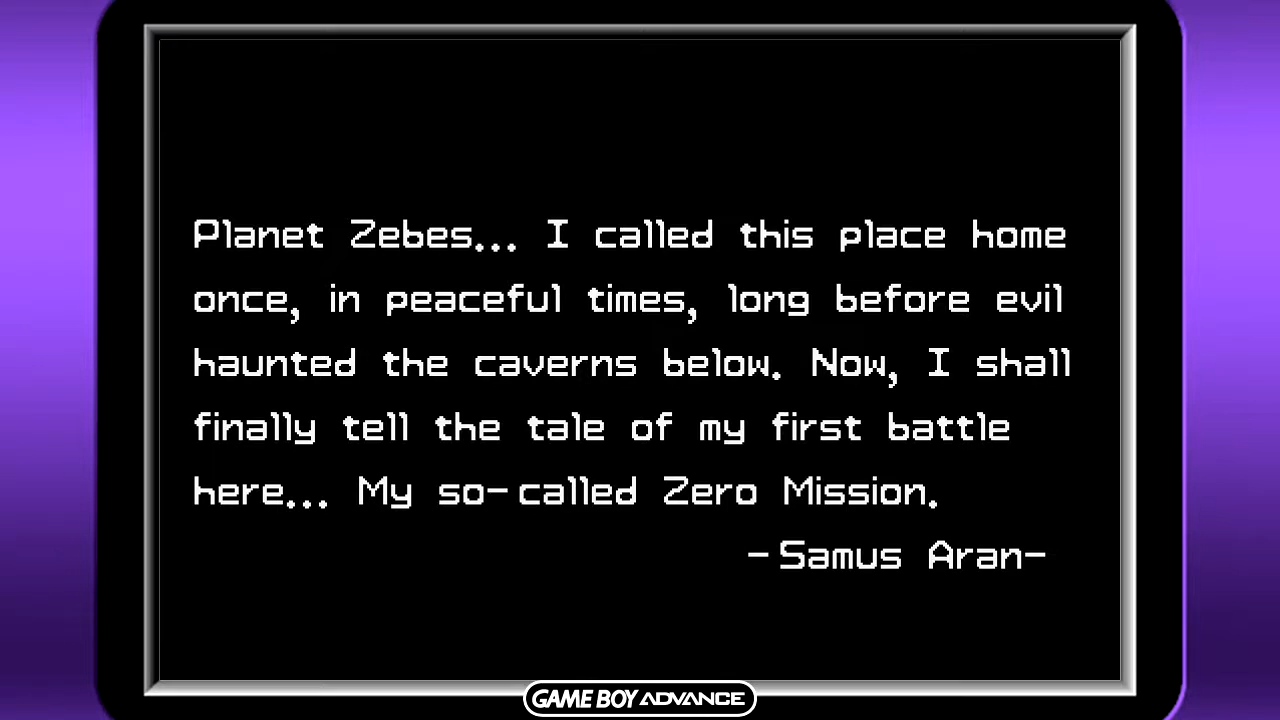 Planet Zebes... I called this place home
once, in peaceful times, long before evil
haunted the caverns below. Now, I shall
finally tell the tale of my first battle
here... My so-called Zero Mission.
-Samus Aran-
GAME BOY ADVANCE